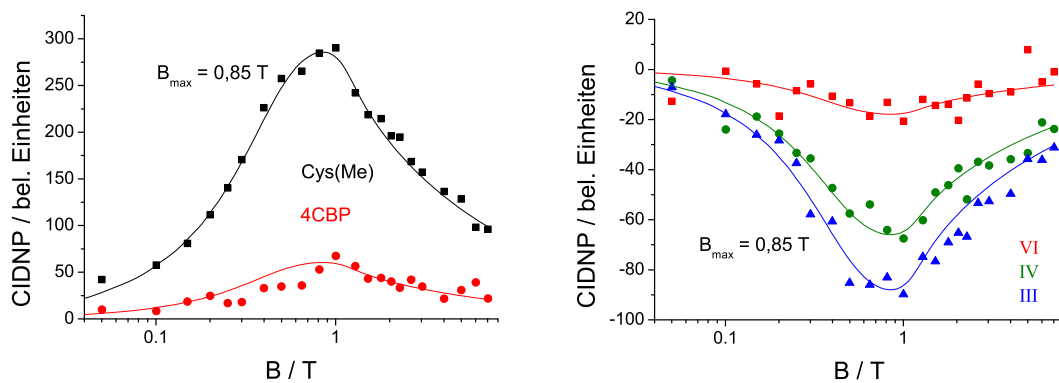 CIDNP / bel. Einheiten
300
250
200
150
100
50
0
B_max = 0,85 T
Cys(Me)
4CBP
0.1
1
B / T
CIDNP / bel. Einheiten
0
-20
-40
-60
-80
-100
B_max = 0,85 T
VI
IV
III
0.1
1
B / T